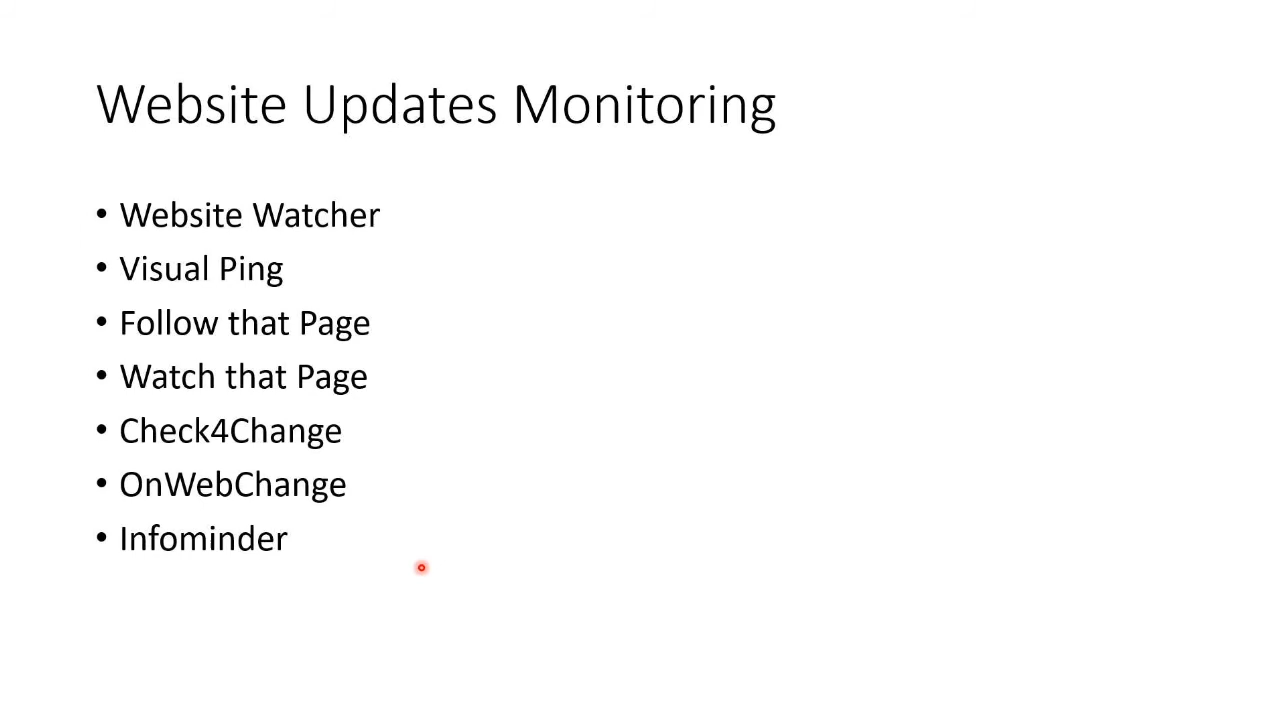 Website Updates Monitoring
• Website Watcher
• Visual Ping
• Follow that Page
• Watch that Page
• Check4Change
• OnWebChange
• Infominder